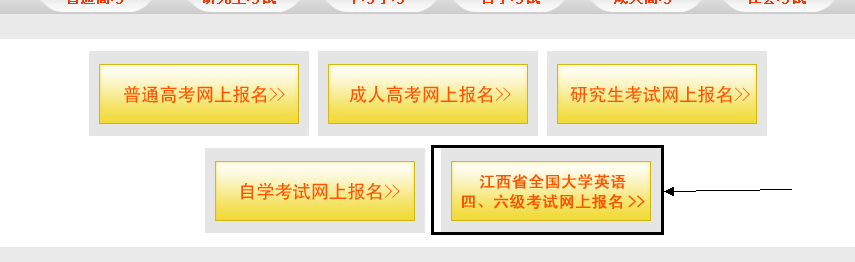 普通高考网上报名>>
成人高考网上报名>>
研究生考试网上报名>>
自学考试网上报名>>
江西省全国大学英语
四、六级考试网上报名>>